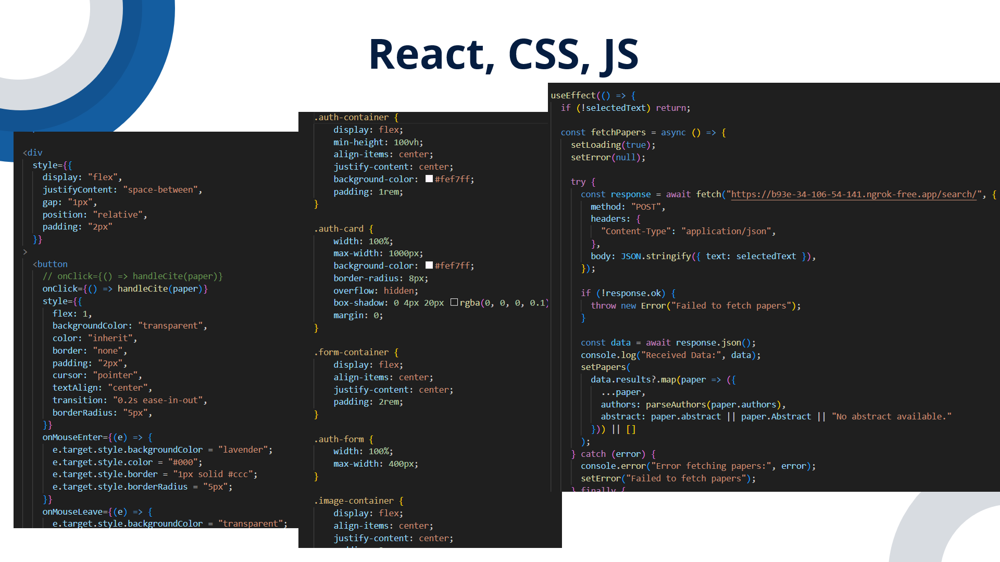 React, CSS, JS
<div
style={{
display: "flex",
justifyContent: "space-between",
gap: "1px",
position: "relative",
padding: "2px"
}}
>
<button
// onClick={() => handleCite(paper)}
onClick={() => handleCite(paper)}
style={{
flex: 1,
backgroundColor: "transparent",
color: "inherit",
border: "none",
padding: "2px",
cursor: "pointer",
textAlign: "center",
transition: "0.2s ease-in-out",
borderRadius: "5px",
}}
onMouseEnter={(e) => {
e.target.style.backgroundColor = "lavender";
e.target.style.color = "#000";
e.target.style.border = "1px solid #ccc";
e.target.style.borderRadius = "5px";
}}
onMouseLeave={(e) => {
e.target.style.backgroundColor = "transparent";
.auth-container {
display: flex;
min-height: 100vh;
align-items: center;
justify-content: center;
background-color: #fef7ff;
padding: 1rem;
}
.auth-card {
width: 100%;
max-width: 1000px;
background-color: #fef7ff;
border-radius: 8px;
overflow: hidden;
box-shadow: 0 4px 20px rgba(0, 0, 0, 0.1)
margin: 0;
}
.form-container {
display: flex;
align-items: center;
justify-content: center;
padding: 2rem;
}
.auth-form {
width: 100%;
max-width: 400px;
}
.image-container {
display: flex;
align-items: center;
justify-content: center;
useEffect(() => {
if (!selectedText) return;
const fetchPapers = async () => {
setLoading(true);
setError(null);
try {
const response = await fetch("https://b93e-34-106-54-141.ngrok-free.app/search/", {
method: "POST",
headers: {
"Content-Type": "application/json",
},
body: JSON.stringify({ text: selectedText }),
});
if (!response.ok) {
throw new Error("Failed to fetch papers");
}
const data = await response.json();
console.log("Received Data:", data);
setPapers(
data.results?.map(paper => ({
...paper,
authors: parseAuthors(paper.authors),
abstract: paper.abstract || paper.Abstract || "No abstract available."
})) || []
);
} catch (error) {
console.error("Error fetching papers:", error);
setError("Failed to fetch papers");
} finally {